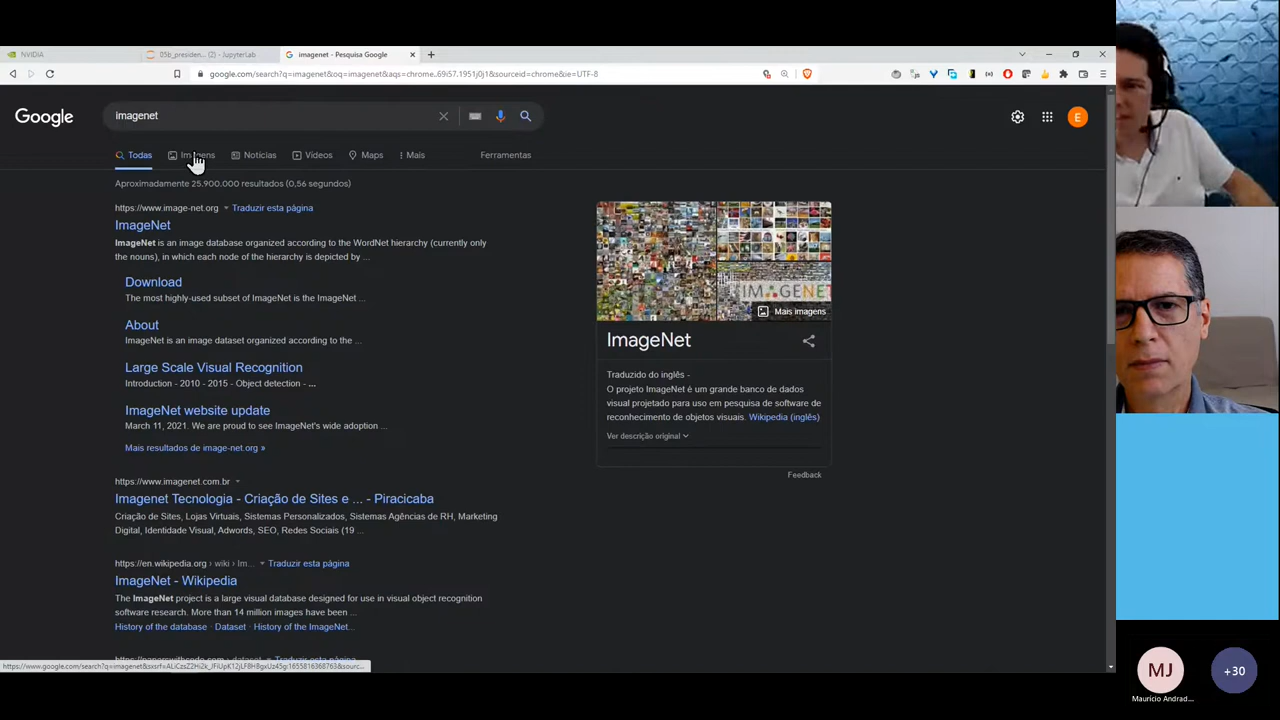 NVIDIA
05b_presiden... (2) - JupyterLab
imagenet - Pesquisa Google
google.com/search?q=imagenet&oq=imagenet&aqs=chrome..69i57.1951j0j1&sourceid=chrome&ie=UTF-8
Google
imagenet
E
Todas
Imagens
Notícias
Vídeos
Maps
Mais
Ferramentas
Aproximadamente 25.900.000 resultados (0,56 segundos)
https://www.image-net.org
Traduzir esta página
ImageNet
ImageNet is an image database organized according to the WordNet hierarchy (currently only
the nouns), in which each node of the hierarchy is depicted by ...
Download
The most highly-used subset of ImageNet is the ImageNet ...
About
ImageNet is an image dataset organized according to the ...
Large Scale Visual Recognition
Introduction - 2010 - 2015 - Object detection - ...
ImageNet website update
March 11, 2021. We are proud to see ImageNet's wide adoption ...
Mais resultados de image-net.org »
https://www.imagenet.com.br
Imagenet Tecnologia - Criação de Sites e ... - Piracicaba
Criação de Sites, Lojas Virtuais, Sistemas Personalizados, Sistemas Agências de RH, Marketing
Digital, Identidade Visual, Adwords, SEO, Redes Sociais (19 ...
https://en.wikipedia.org › wiki › Im...
Traduzir esta página
ImageNet - Wikipedia
The ImageNet project is a large visual database designed for use in visual object recognition
software research. More than 14 million images have been ...
History of the database · Dataset · History of the ImageNet...
Traduzir esta página
IMAGENET
Mais imagens
ImageNet
Traduzido do inglês -
O projeto ImageNet é um grande banco de dados
visual projetado para uso em pesquisa de software de
reconhecimento de objetos visuais. Wikipedia (inglês)
Ver descrição original
Feedback
MJ
Maurício Andrad...
+30